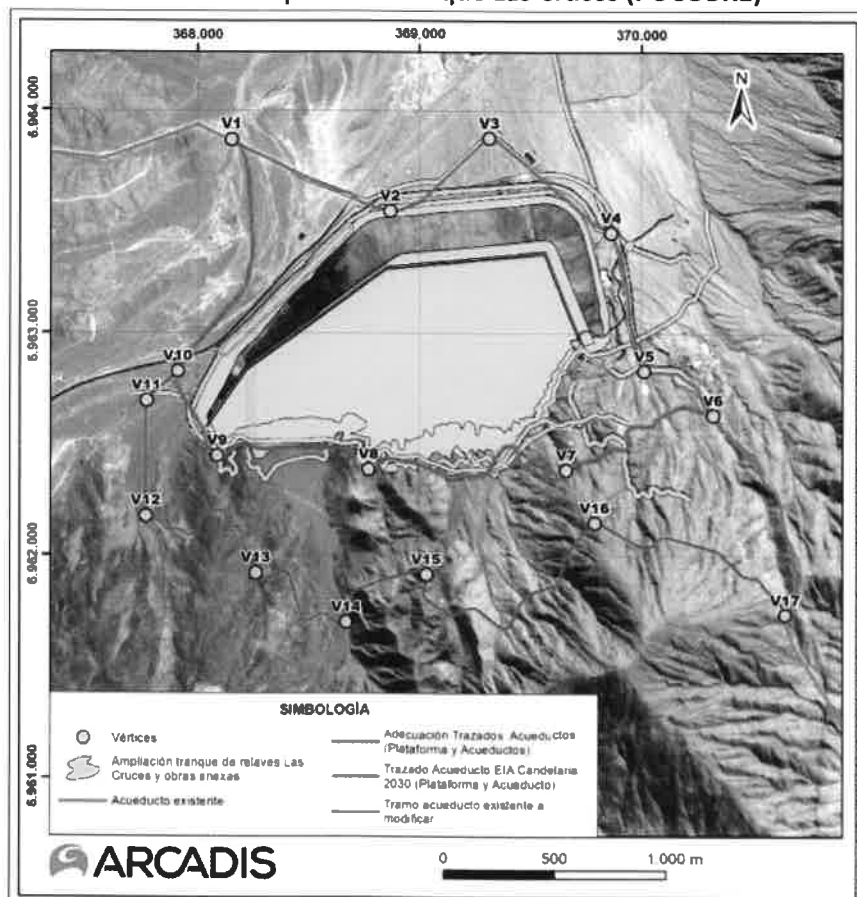 368.000 369.000 370.000
6.964.000
6.963.000
6.962.000
6.961.000
N
V1
V3
V2
V4
V10
V5
V11
V6
V9
V8
V7
V12
V16
V13
V15
V14
V17
SIMBOLOGÍA
Vértices
Ampliación tranque de relaves Las
Cruces y obras anexas
Acueducto existente
Adecuación Trazados Acueductos
(Plataforma y Acueductos)
Trazado Acueducto EIA Candelaria
2030 (Plataforma y Acueducto)
Tramo acueducto existente a
modificar
ARCADIS
0 500 1.000 m